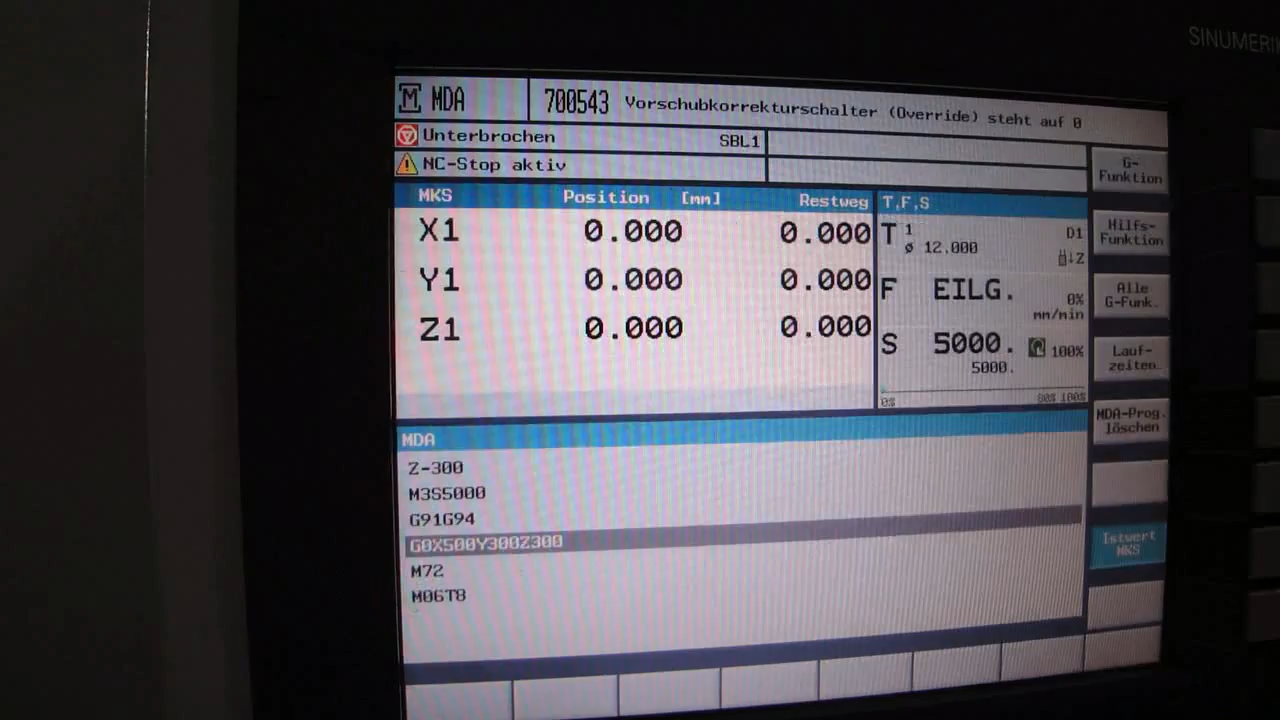 SINUMERI
MDA
700543 Vorschubkorrekturschalter (Override) steht auf 0
Unterbrochen SBL1
NC-Stop aktiv
MKS Position [mm] Restweg
X1 0.000 0.000
Y1 0.000 0.000
Z1 0.000 0.000
T,F,S
T 1 D1
ø 12.000 ↓Z
F EILG. 0%
mm/min
S 5000. 100%
5000.
0% 80% 100%
MDA
Z-300
M3S5000
G91G94
G0X500Y300Z300
M72
M06T8
G-
Funktion
Hilfs-
Funktion
Alle
G-Funk.
Lauf-
zeiten
MDA-Prog.
löschen
Istwert
MKS